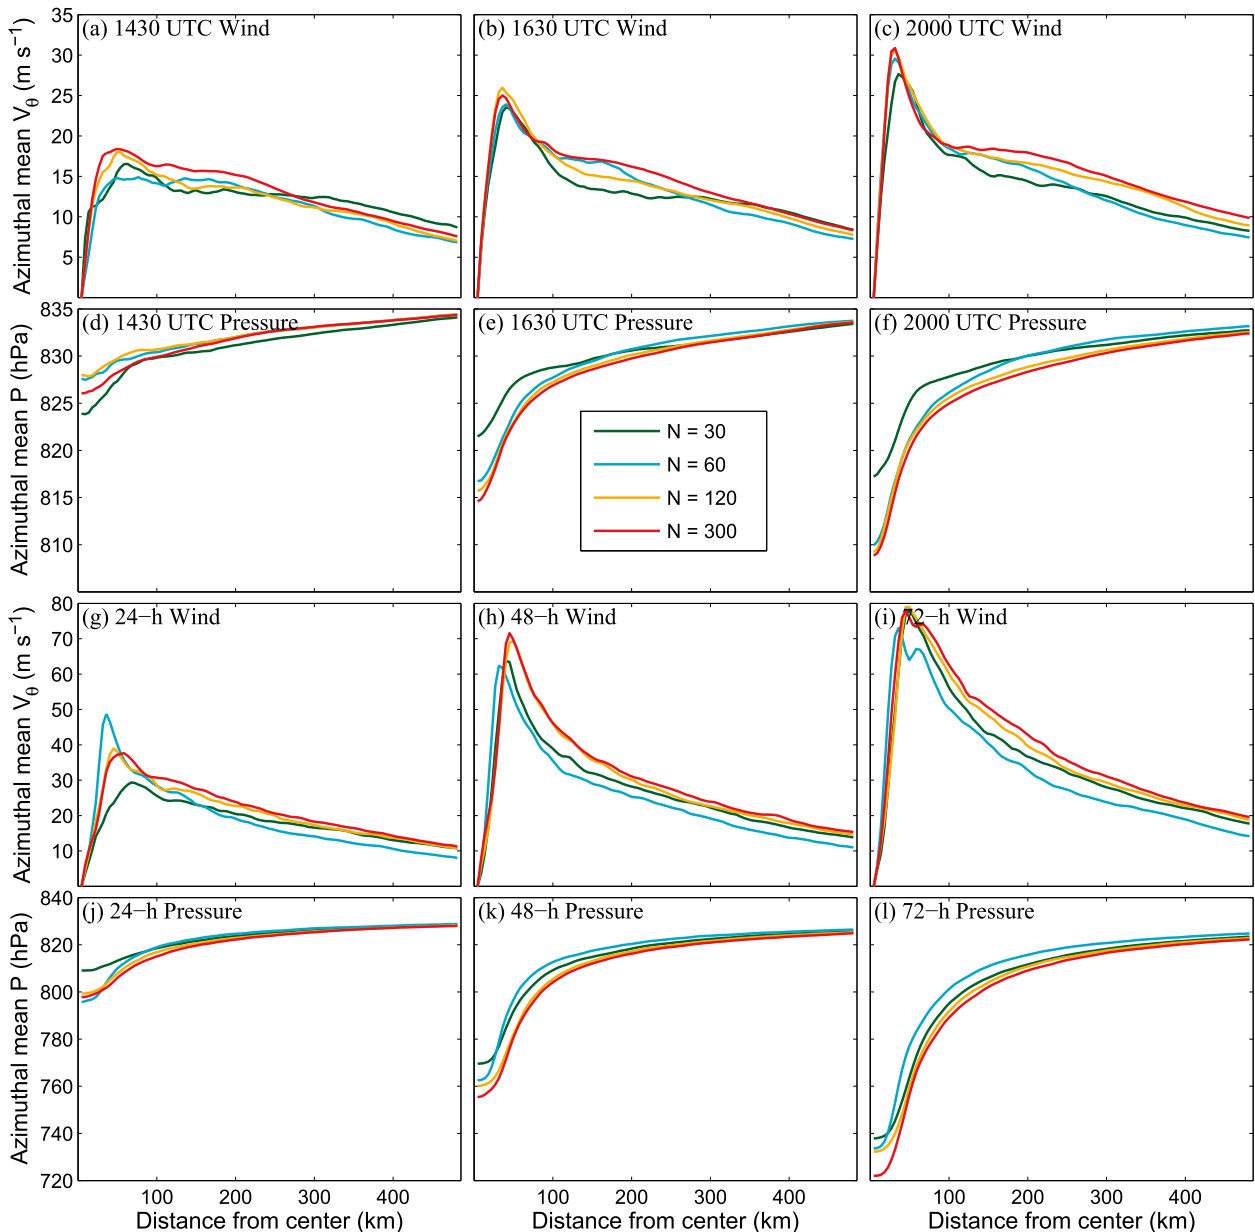 (a) 1430 UTC Wind
(b) 1630 UTC Wind
(c) 2000 UTC Wind
Azimuthal mean Vθ (m s−1)
35
30
25
20
15
10
5
(d) 1430 UTC Pressure
(e) 1630 UTC Pressure
(f) 2000 UTC Pressure
Azimuthal mean P (hPa)
835
830
825
820
815
810
N = 30
N = 60
N = 120
N = 300
(g) 24−h Wind
(h) 48−h Wind
(i) 72−h Wind
Azimuthal mean Vθ (m s−1)
80
70
60
50
40
30
20
10
(j) 24−h Pressure
(k) 48−h Pressure
(l) 72−h Pressure
Azimuthal mean P (hPa)
840
820
800
780
760
740
720
100 200 300 400
100 200 300 400
100 200 300 400
Distance from center (km)
Distance from center (km)
Distance from center (km)